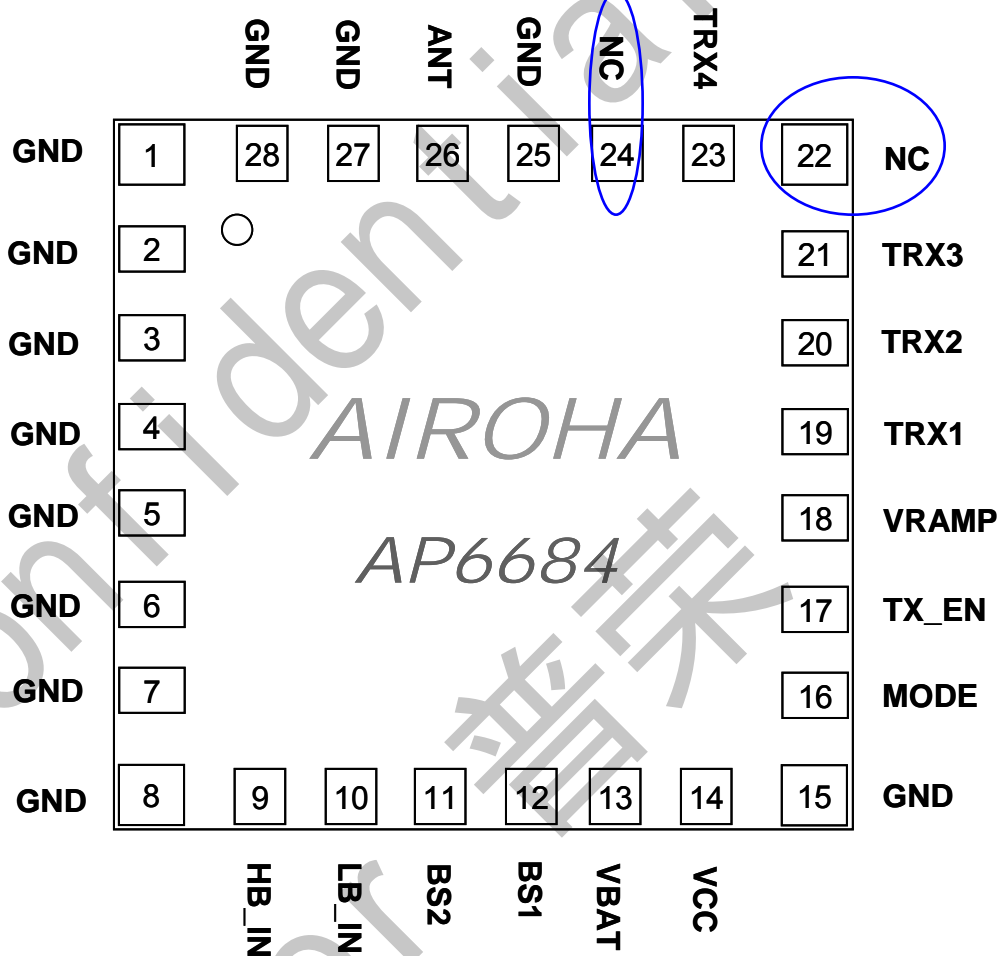 GND
GND
ANT
GND
NC
TRX4
GND
1
28
27
26
25
24
23
22
NC
GND
2
21
TRX3
GND
3
20
TRX2
GND
4
AIROHA
19
TRX1
GND
5
18
VRAMP
AP6684
GND
6
17
TX_EN
GND
7
16
MODE
GND
8
9
10
11
12
13
14
15
GND
HB_IN
LB_IN
BS2
BS1
VBAT
VCC
onfidential
普荣